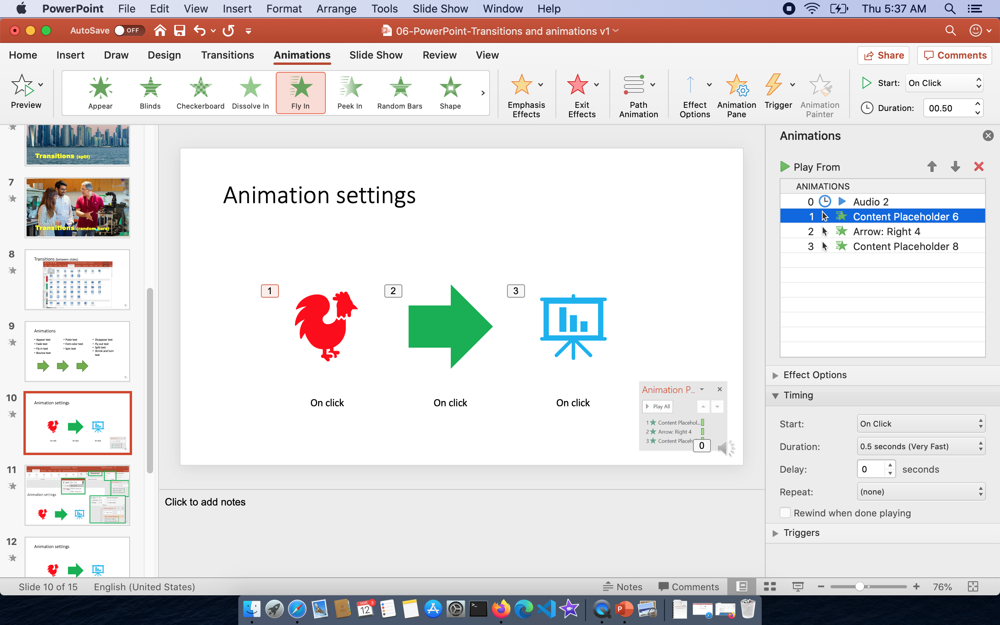 PowerPoint File Edit View Insert Format Arrange Tools Slide Show Window Help Thu 5:37 AM
AutoSave OFF 06-PowerPoint-Transitions and animations v1
Home Insert Draw Design Transitions Animations Slide Show Review View Share Comments
Preview
Appear Blinds Checkerboard Dissolve In Fly In Peek In Random Bars Shape
Emphasis Effects
Exit Effects
Path Animation
Effect Options
Animation Pane
Trigger
Animation Painter
Start: On Click
Duration: 00.50
Transitions (split)
7
Transitions (random bars)
8
Transitions (between slides)
9
Animations
• Appear text
• Fade text
• Fly in text
• Bounce text
• Pulse text
• Font color text
• Spin text
• Disappear text
• Fly out text
• Split text
• Shrink and turn
text
10
Animation settings
On click On click On click
11
Animation settings
12
Animation settings
Animation settings
1 2 3
On click On click On click
Animation P..
Play All
1 Content Placehol...
2 Arrow: Right 4
3 Content Placeh
0
Click to add notes
Animations
Play From
ANIMATIONS
0 Audio 2
1 Content Placeholder 6
2 Arrow: Right 4
3 Content Placeholder 8
Effect Options
Timing
Start: On Click
Duration: 0.5 seconds (Very Fast)
Delay: 0 seconds
Repeat: (none)
Rewind when done playing
Triggers
Slide 10 of 15 English (United States) Notes Comments 76%
MAR 12 3